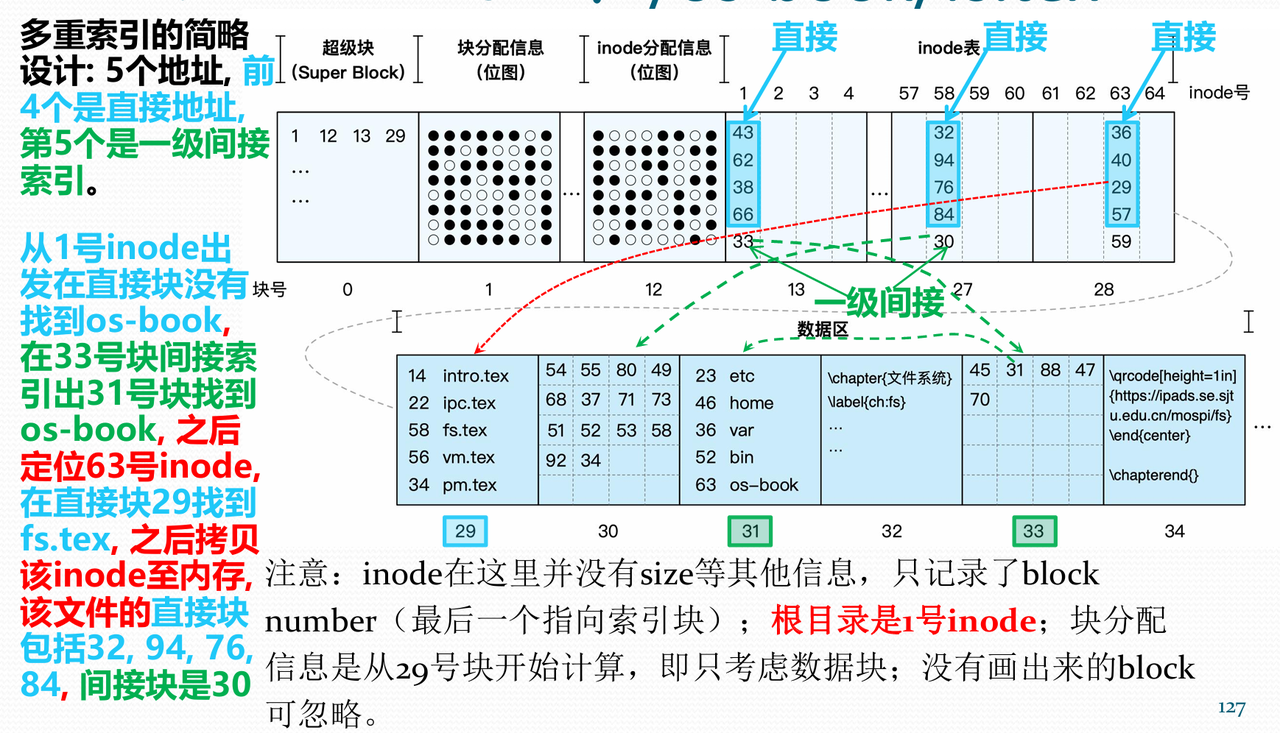 多重索引的简略
设计: 5个地址, 前
4个是直接地址,
第5个是一级间接
索引。
从1号inode出
发在直接块没有
找到os-book,
在33号块间接索
引出31号块找到
os-book, 之后
定位63号inode,
在直接块29找到
fs.tex, 之后拷贝
该inode至内存,
该文件的直接块
包括32, 94, 76,
84, 间接块是30
直接 直接 直接
超级块 块分配信息 inode分配信息 inode表
(Super Block) (位图) (位图)
1 2 3 4 57 58 59 60 61 62 63 64 inode号
1 12 13 29 43 32 36
... 62 94 40
... 38 76 29
... ... 66 84 57
33 30 59
块号 0 1 12 13 27 28
一级间接
数据区
14 intro.tex 54 55 80 49 23 etc \chapter{文件系统} 45 31 88 47 \qrcode[height=1in]
22 ipc.tex 68 37 71 73 46 home \label{ch:fs} 70 {https://ipads.se.sjt
58 fs.tex 51 52 53 58 36 var ... u.edu.cn/mospi/fs}
56 vm.tex 92 34 52 bin ... \end{center}
34 pm.tex 63 os-book \chapterend{}
...
29 30 31 32 33 34
注意：inode在这里并没有size等其他信息，只记录了block
number（最后一个指向索引块）；根目录是1号inode；块分配
信息是从29号块开始计算，即只考虑数据块；没有画出来的block
可忽略。
127